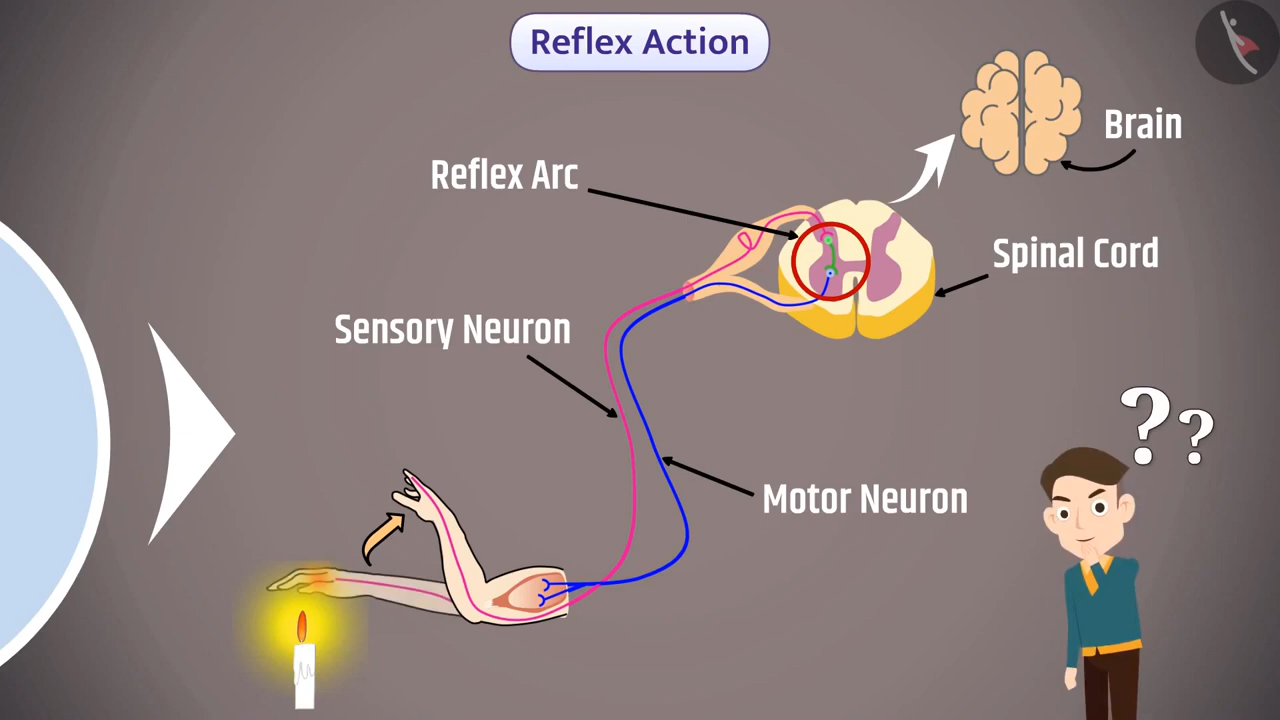 Reflex Action
Brain
Reflex Arc
Spinal Cord
Sensory Neuron
Motor Neuron
??